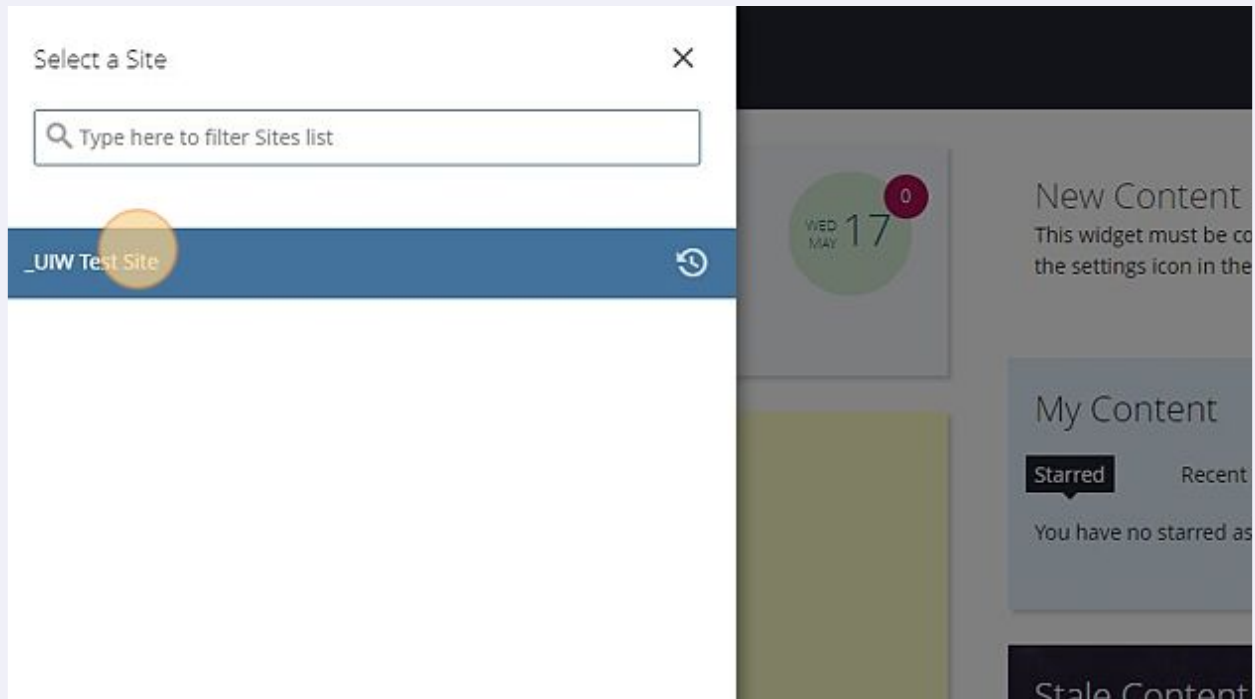 Select a Site
Type here to filter Sites list
_UIW Test Site
WED
MAY
17
0
New Content
This widget must be co
the settings icon in the
My Content
Starred
Recent
You have no starred as
Stale Content